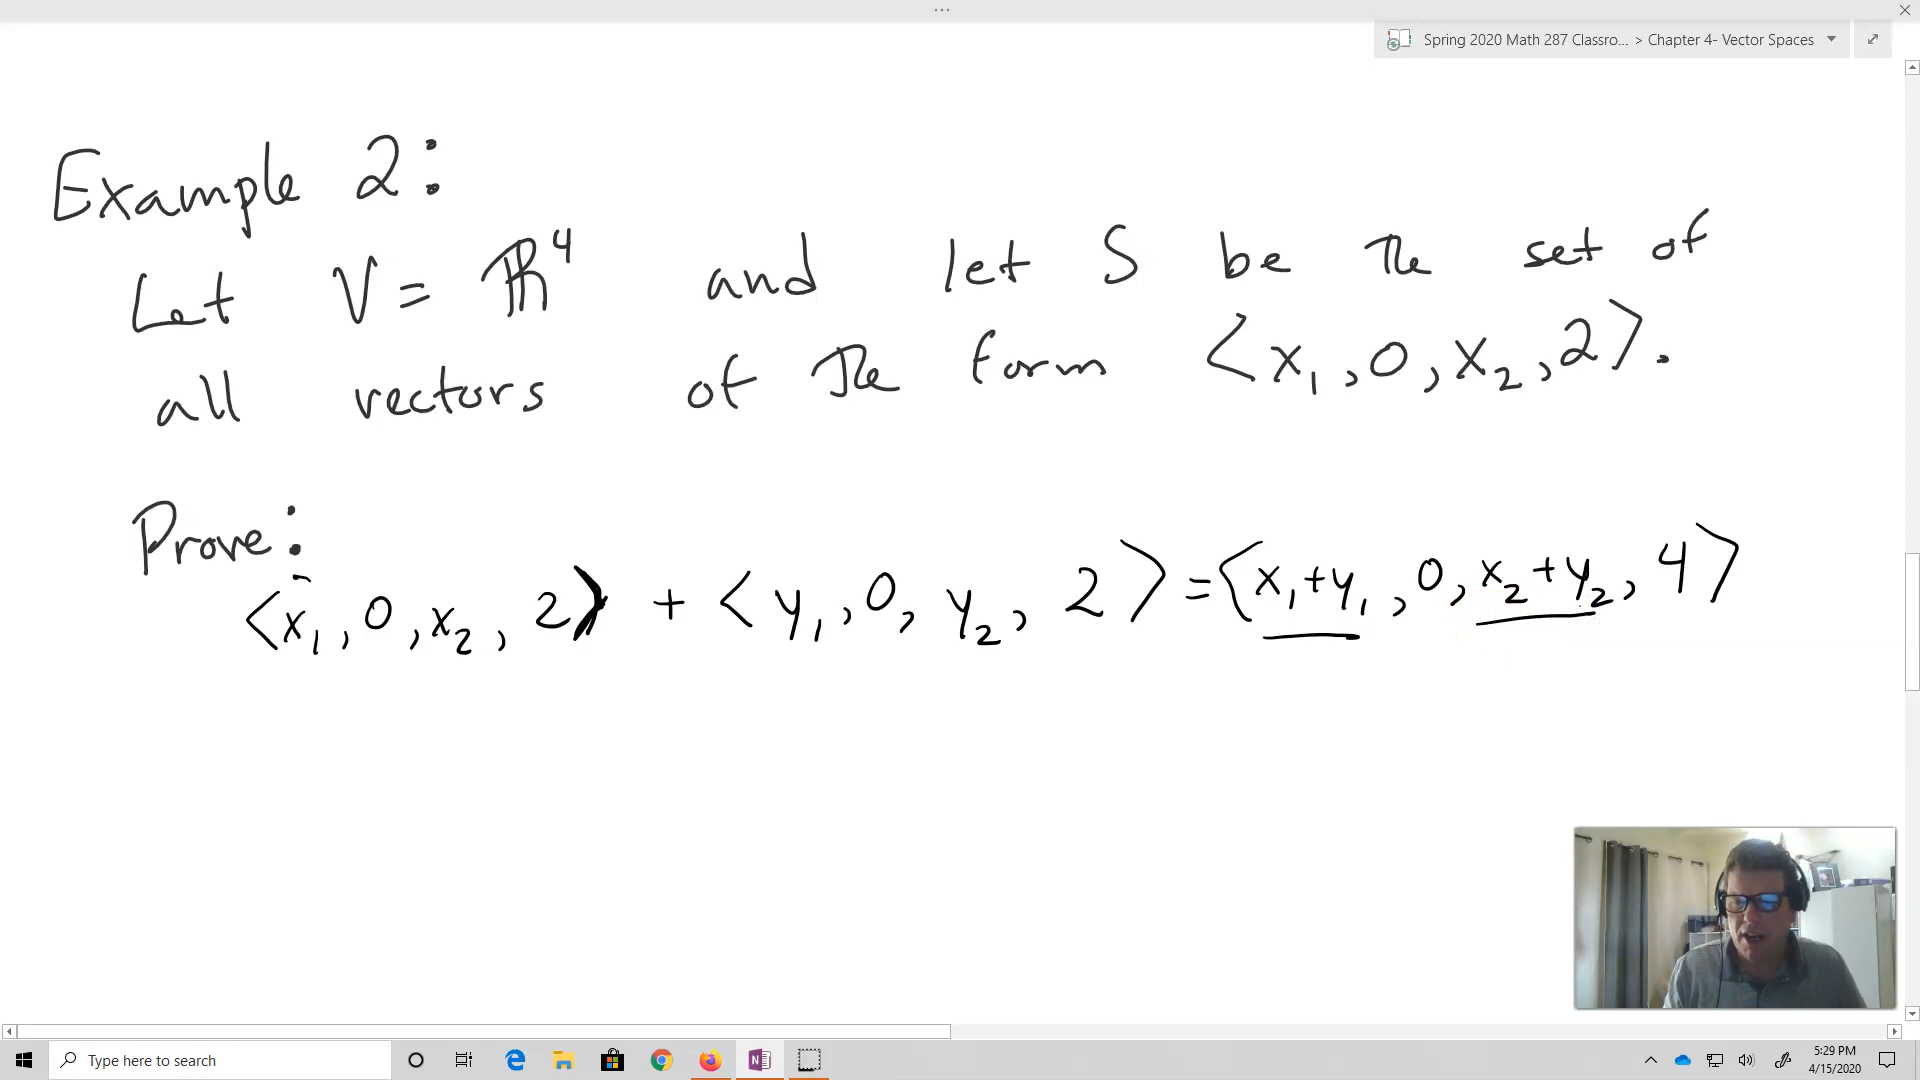 Spring 2020 Math 287 Classro... > Chapter 4- Vector Spaces
Example 2:
Let V = ℝ⁴ and let S be the set of
all vectors of the form ⟨x₁, 0, x₂, 2⟩.
Prove:
⟨x₁, 0, x₂, 2⟩ + ⟨y₁, 0, y₂, 2⟩ = ⟨x₁+y₁, 0, x₂+y₂, 4⟩
Type here to search
5:29 PM
4/15/2020